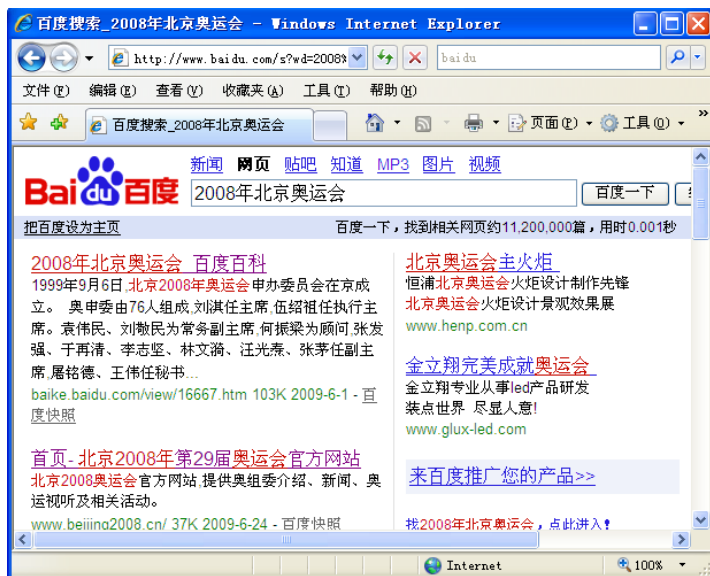 百度搜索_2008年北京奥运会 - Windows Internet Explorer
http://www.baidu.com/s?wd=2008% baidu
文件(F) 编辑(E) 查看(V) 收藏夹(A) 工具(T) 帮助(H)
百度搜索_2008年北京奥运会 页面(P) 工具(O) »
新闻 网页 贴吧 知道 MP3 图片 视频
Bai du 百度 2008年北京奥运会 百度一下
把百度设为主页 百度一下，找到相关网页约11,200,000篇，用时0.001秒
2008年北京奥运会_百度百科
1999年9月6日,北京2008年奥运会申办委员会在京成
立。 奥申委由76人组成,刘淇任主席,伍绍祖任执行主
席。袁伟民、刘敬民为常务副主席,何振梁为顾问,张发
强、于再清、李志坚、林文漪、汪光焘、张茅任副主
席,屠铭德、王伟任秘书...
baike.baidu.com/view/16667.htm 103K 2009-6-1 - 百
度快照
首页-北京2008年第29届奥运会官方网站
北京2008奥运会官方网站,提供奥组委介绍、新闻、奥
运视听及相关活动。
www.beijing2008.cn/ 37K 2009-6-24 - 百度快照
北京奥运会主火炬
恒浦北京奥运会火炬设计制作先锋
北京奥运会火炬设计景观效果展
www.henp.com.cn
金立翔完美成就奥运会
金立翔专业从事led产品研发
装点世界 尽显人意!
www.glux-led.com
来百度推广您的产品>>
找2008年北京奥运会，点此进入！
Internet 100%